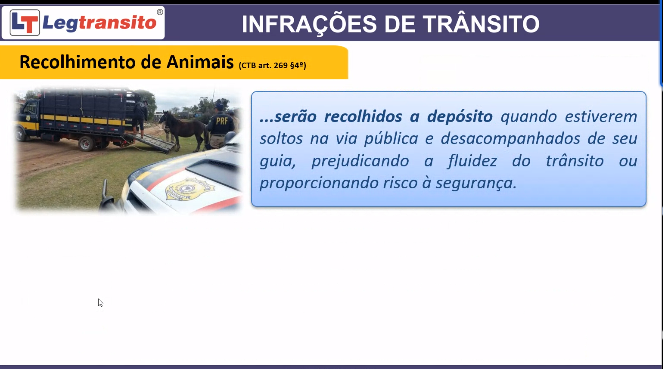 LT Legtransito®
INFRAÇÕES DE TRÂNSITO
Recolhimento de Animais (CTB art. 269 §4º)
PRF
...serão recolhidos a depósito quando estiverem
soltos na via pública e desacompanhados de seu
guia, prejudicando a fluidez do trânsito ou
proporcionando risco à segurança.